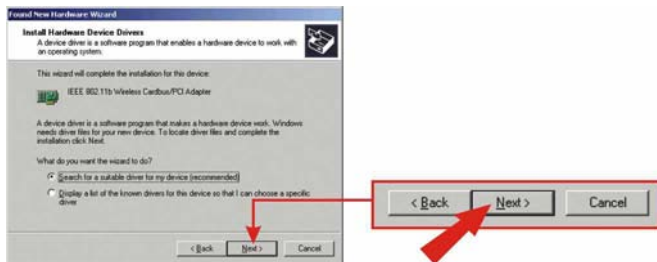 Found New Hardware Wizard
Install Hardware Device Drivers
A device driver is a software program that enables a hardware device to work with
an operating system.
This wizard will complete the installation for this device:
IEEE 802.11b Wireless Cardbus/PCI Adapter
A device driver is a software program that makes a hardware device work. Windows
needs driver files for your new device. To locate driver files and complete the
installation click Next.
What do you want the wizard to do?
Search for a suitable driver for my device (recommended)
Display a list of the known drivers for this device so that I can choose a specific
driver
< Back Next > Cancel
< Back Next > Cancel